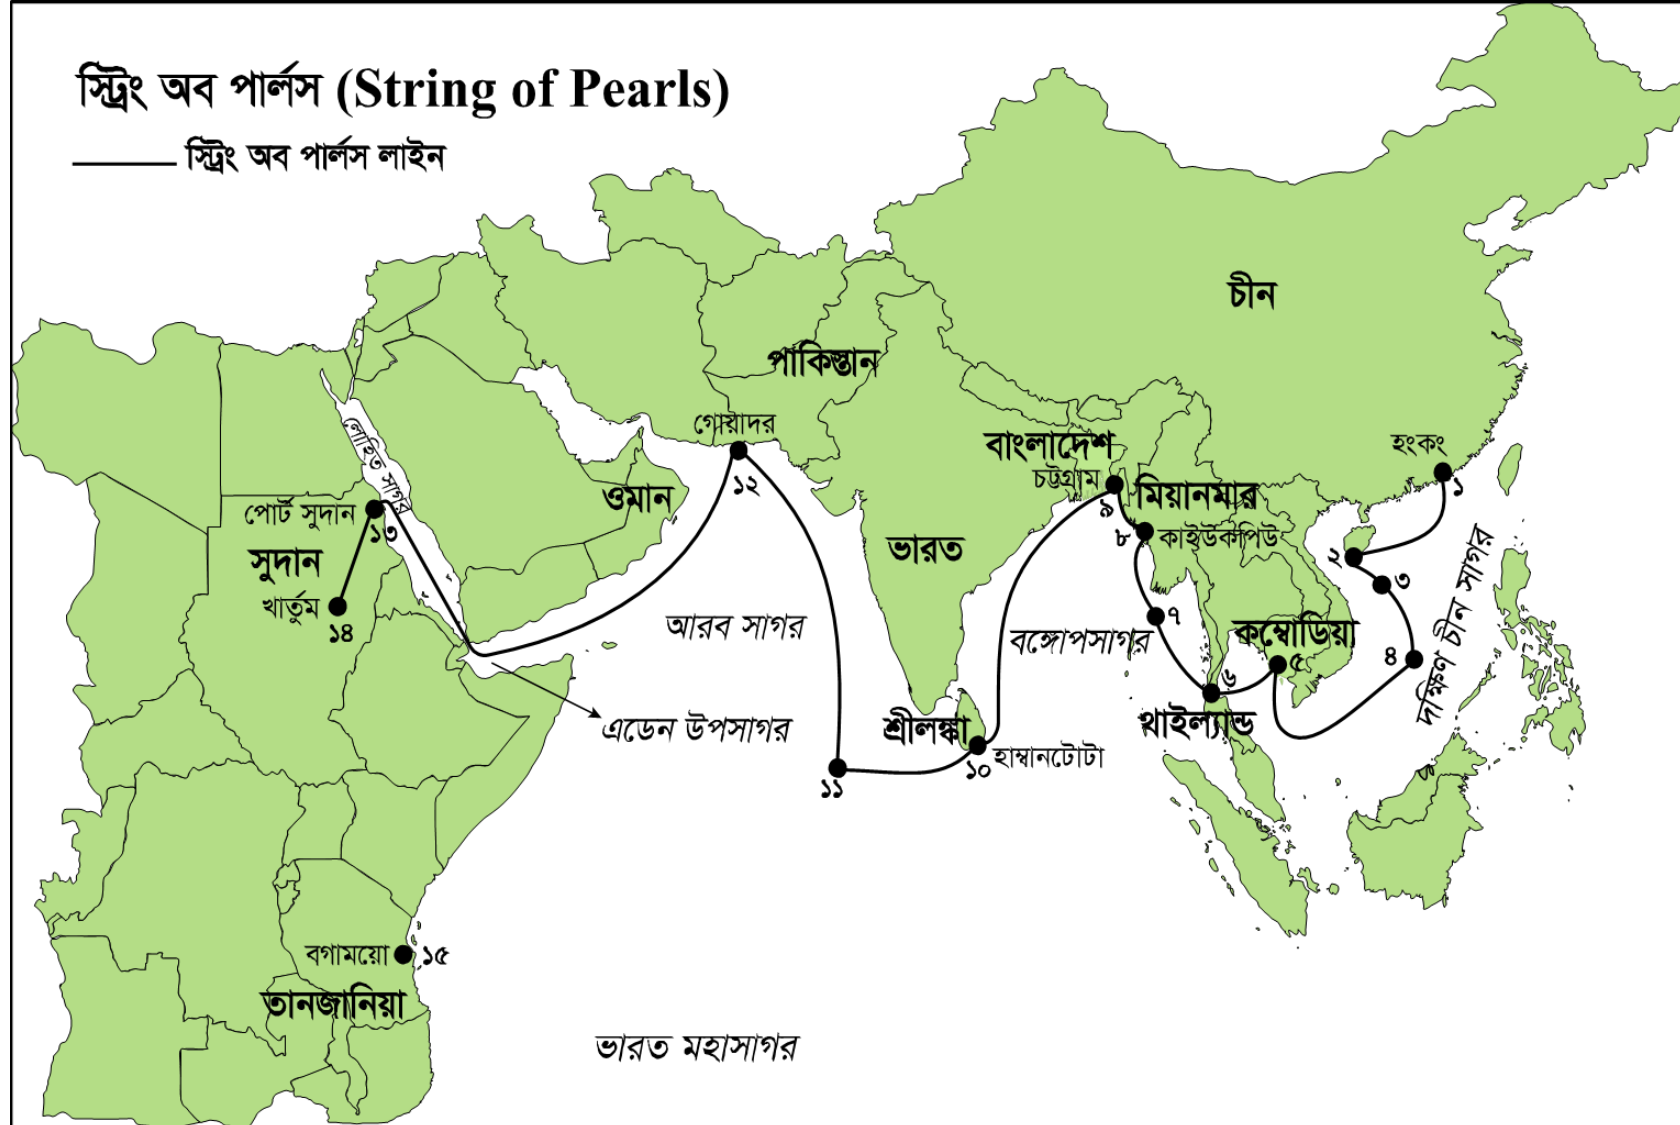 স্ট্রিং অব পার্লস (String of Pearls)
স্ট্রিং অব পার্লস লাইন
চীন
পাকিস্তান
গোয়াদর
১২
বাংলাদেশ
চট্টগ্রাম
৯
মিয়ানমার
৮
কাইউকপিউ
হংকং
১
২
৩
৪
দক্ষিণ চীন সাগর
লোহিত সাগর
ওমান
পোর্ট সুদান
১৩
সুদান
খার্তুম
১৪
ভারত
আরব সাগর
বঙ্গোপসাগর
৭
কম্বোডিয়া
৫
৬
থাইল্যান্ড
এডেন উপসাগর
শ্রীলঙ্কা
১০
হাম্বানটোটা
১১
বগাময়ো
১৫
তানজানিয়া
ভারত মহাসাগর